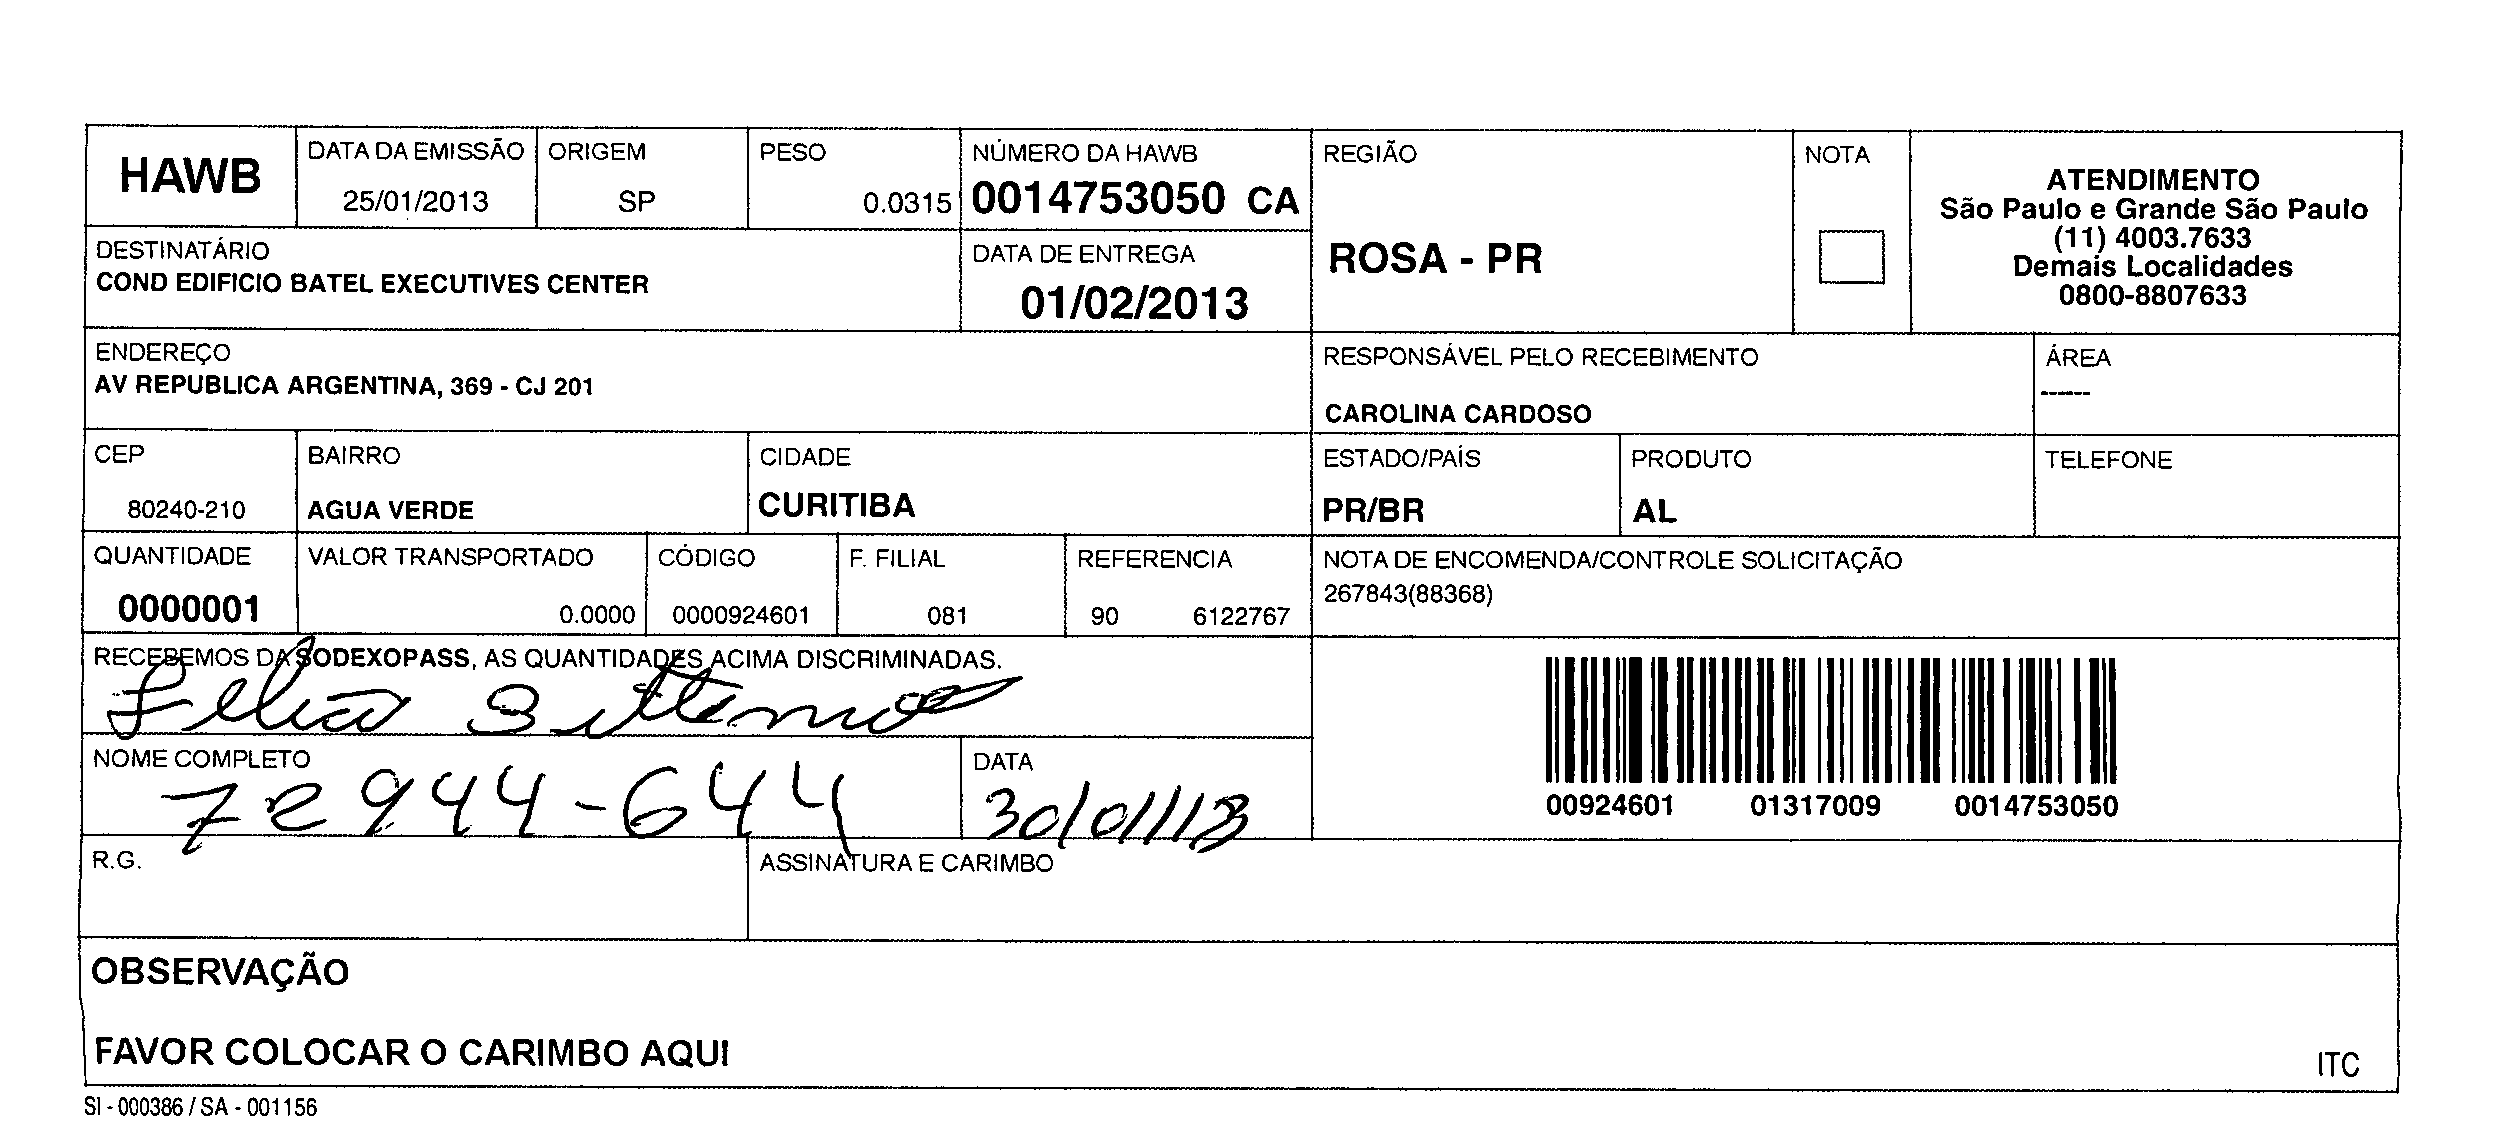 HAWB
DATA DA EMISSÃO
25/01/2013
ORIGEM
SP
PESO
0.0315
NÚMERO DA HAWB
0014753050 CA
REGIÃO
ROSA - PR
NOTA
ATENDIMENTO
São Paulo e Grande São Paulo
(11) 4003.7633
Demais Localidades
0800-8807633
DESTINATÁRIO
COND EDIFICIO BATEL EXECUTIVES CENTER
DATA DE ENTREGA
01/02/2013
ENDEREÇO
AV REPUBLICA ARGENTINA, 369 - CJ 201
RESPONSÁVEL PELO RECEBIMENTO
CAROLINA CARDOSO
ÁREA
------
CEP
80240-210
BAIRRO
AGUA VERDE
CIDADE
CURITIBA
ESTADO/PAÍS
PR/BR
PRODUTO
AL
TELEFONE
QUANTIDADE
0000001
VALOR TRANSPORTADO
0.0000
CÓDIGO
0000924601
F. FILIAL
081
REFERENCIA
90 6122767
NOTA DE ENCOMENDA/CONTROLE SOLICITAÇÃO
267843(88368)
RECEBEMOS DA SODEXOPASS, AS QUANTIDADES ACIMA DISCRIMINADAS.
NOME COMPLETO
72944-644
DATA
30/01/13
00924601 01317009 0014753050
R.G.
ASSINATURA E CARIMBO
OBSERVAÇÃO
FAVOR COLOCAR O CARIMBO AQUI
ITC
SI - 000386 / SA - 001156